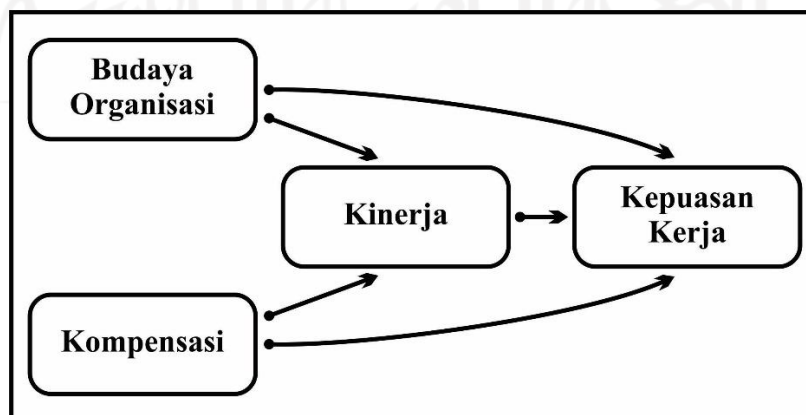 Budaya
Organisasi
Kinerja
Kepuasan
Kerja
Kompensasi